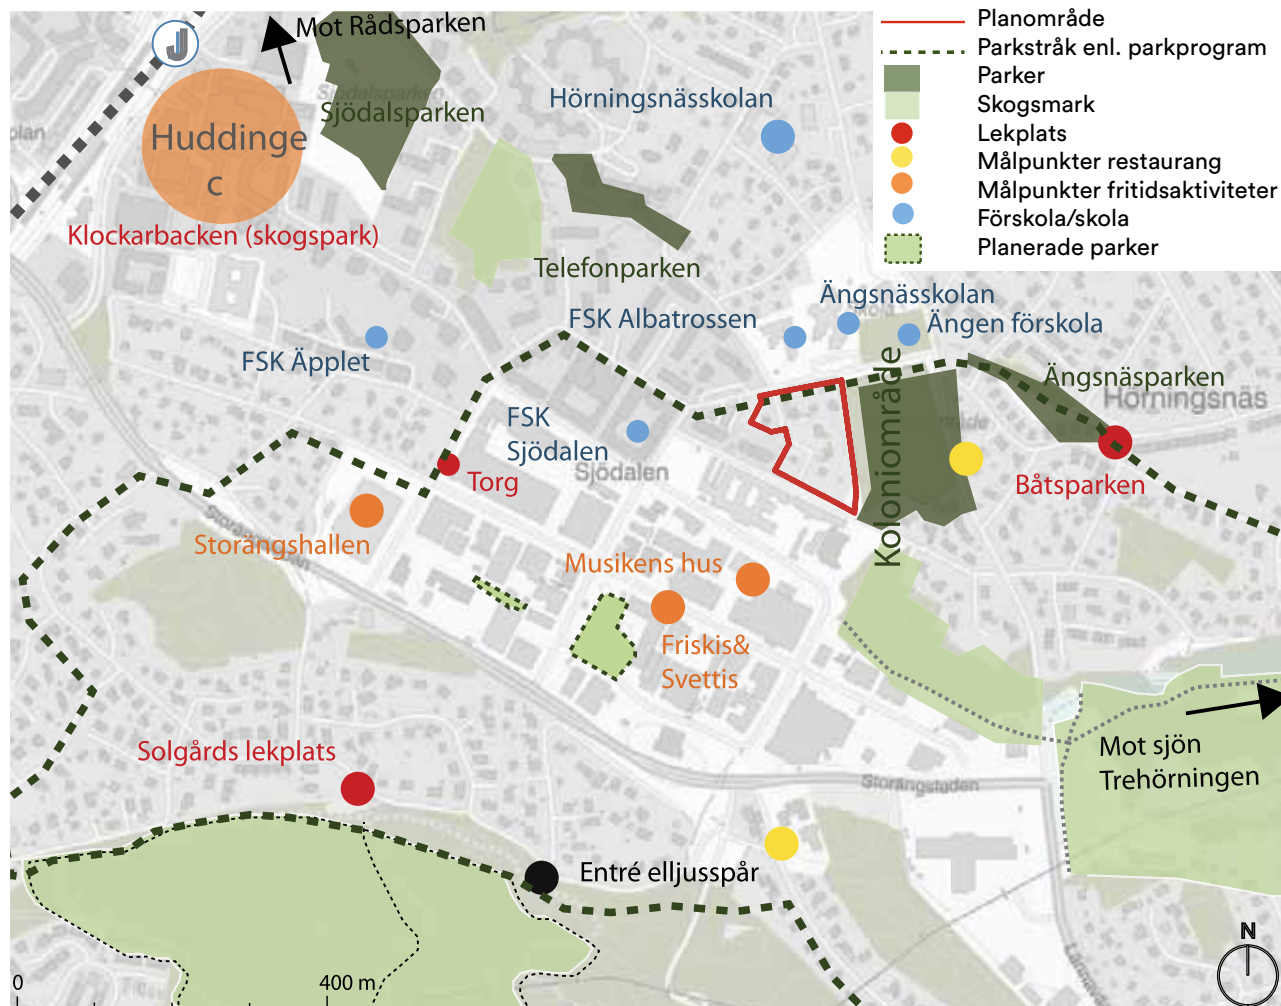 Mot Rådsparken
J
Sjödalsparken
Sjödalsparken
Hörningsnässkolan
Planområde
Parkstråk enl. parkprogram
Parker
Skogsmark
Lekplats
Målpunkter restaurang
Målpunkter fritidsaktiviteter
Förskola/skola
Planerade parker
Huddinge
c
Klockarbacken (skogspark)
Telefonparken
Ängsnässkolan
FSK Albatrossen
Ängen förskola
FSK Äpplet
Ängsnäsparken
Hörningsnäs
Koloniområde
FSK
Sjödalen
Sjödalen
Torg
Båtsparken
Storängshallen
Musikens hus
Friskis&
Svettis
Mot sjön
Trehörningen
Solgårds lekplats
Storängsleden
Entré elljusspår
N
0
400 m